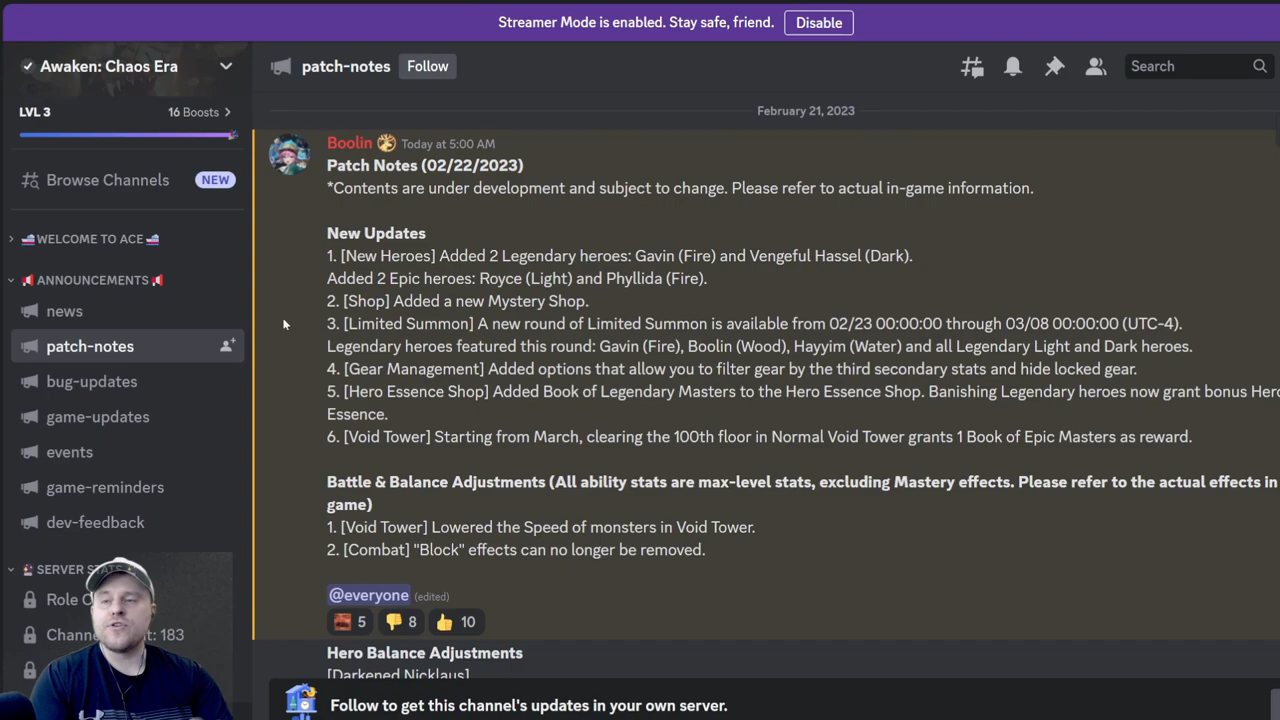 Streamer Mode is enabled. Stay safe, friend. Disable
Awaken: Chaos Era
LVL 3 16 Boosts
Browse Channels NEW
WELCOME TO ACE
ANNOUNCEMENTS
news
patch-notes
bug-updates
game-updates
events
game-reminders
dev-feedback
SERVER STATS
Role C
Channel t: 183
patch-notes Follow
Search
February 21, 2023
Boolin Today at 5:00 AM
Patch Notes (02/22/2023)
*Contents are under development and subject to change. Please refer to actual in-game information.
New Updates
1. [New Heroes] Added 2 Legendary heroes: Gavin (Fire) and Vengeful Hassel (Dark).
Added 2 Epic heroes: Royce (Light) and Phyllida (Fire).
2. [Shop] Added a new Mystery Shop.
3. [Limited Summon] A new round of Limited Summon is available from 02/23 00:00:00 through 03/08 00:00:00 (UTC-4).
Legendary heroes featured this round: Gavin (Fire), Boolin (Wood), Hayyim (Water) and all Legendary Light and Dark heroes.
4. [Gear Management] Added options that allow you to filter gear by the third secondary stats and hide locked gear.
5. [Hero Essence Shop] Added Book of Legendary Masters to the Hero Essence Shop. Banishing Legendary heroes now grant bonus Hero
Essence.
6. [Void Tower] Starting from March, clearing the 100th floor in Normal Void Tower grants 1 Book of Epic Masters as reward.
Battle & Balance Adjustments (All ability stats are max-level stats, excluding Mastery effects. Please refer to the actual effects in
game)
1. [Void Tower] Lowered the Speed of monsters in Void Tower.
2. [Combat] "Block" effects can no longer be removed.
@everyone (edited)
5 8 10
Hero Balance Adjustments
[Darkened Nicklaus]
Follow to get this channel's updates in your own server.